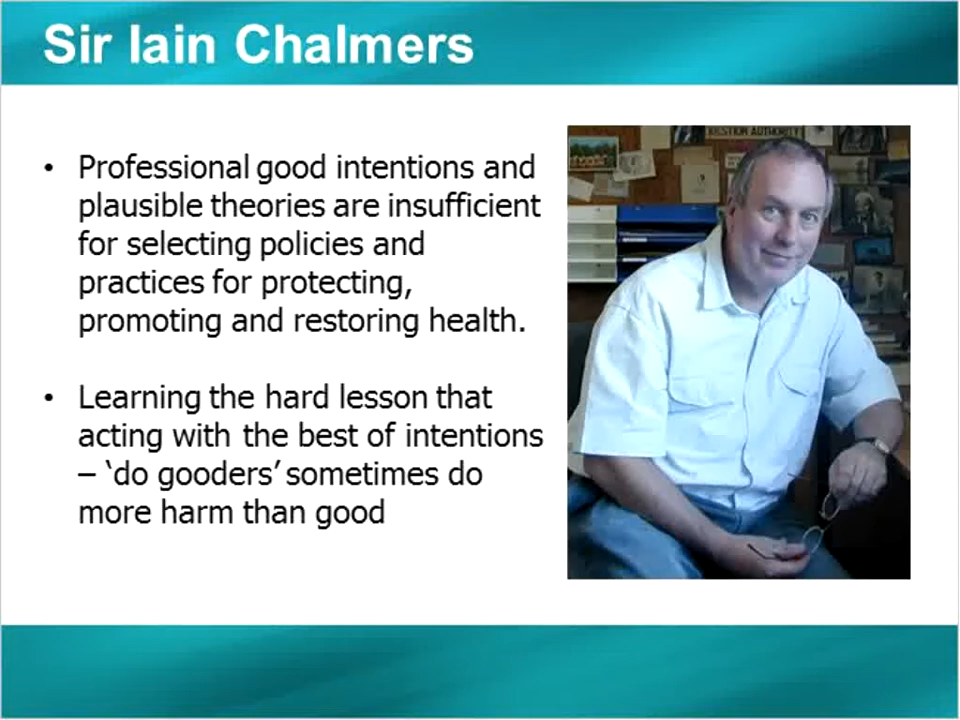 Sir Iain Chalmers
• Professional good intentions and
plausible theories are insufficient
for selecting policies and
practices for protecting,
promoting and restoring health.
• Learning the hard lesson that
acting with the best of intentions
– ‘do gooders’ sometimes do
more harm than good
AUTHORITY